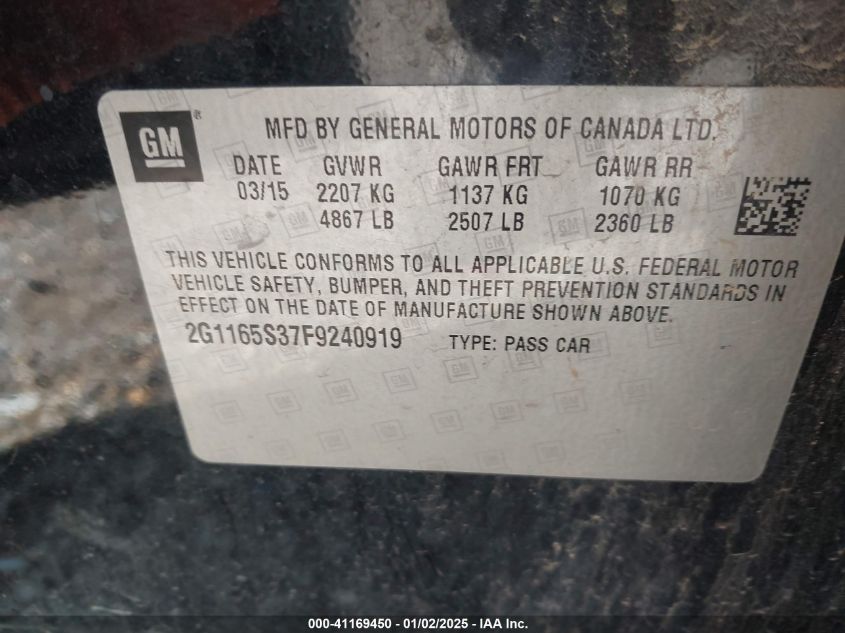 GM ® MFD BY GENERAL MOTORS OF CANADA LTD.
DATE GVWR GAWR FRT GAWR RR
03/15 2207 KG 1137 KG 1070 KG
4867 LB 2507 LB 2360 LB
THIS VEHICLE CONFORMS TO ALL APPLICABLE U.S. FEDERAL MOTOR
VEHICLE SAFETY, BUMPER, AND THEFT PREVENTION STANDARDS IN
EFFECT ON THE DATE OF MANUFACTURE SHOWN ABOVE.
2G1165S37F9240919 TYPE: PASS CAR
000-41169450 - 01/02/2025 - IAA Inc.